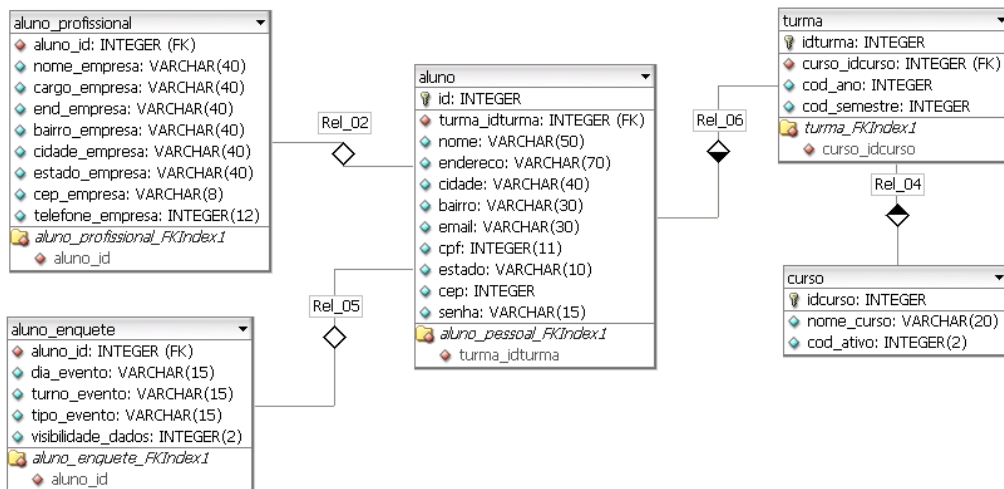 aluno_profissional
aluno_id: INTEGER (FK)
nome_empresa: VARCHAR(40)
cargo_empresa: VARCHAR(40)
end_empresa: VARCHAR(40)
bairro_empresa: VARCHAR(40)
cidade_empresa: VARCHAR(40)
estado_empresa: VARCHAR(40)
cep_empresa: VARCHAR(8)
telefone_empresa: INTEGER(12)
aluno_profissional_FKIndex1
aluno_id
Rel_02
aluno
id: INTEGER
turma_idturma: INTEGER (FK)
nome: VARCHAR(50)
endereco: VARCHAR(70)
cidade: VARCHAR(40)
bairro: VARCHAR(30)
email: VARCHAR(30)
cpf: INTEGER(11)
estado: VARCHAR(10)
cep: INTEGER
senha: VARCHAR(15)
aluno_pessoal_FKIndex1
turma_idturma
Rel_06
turma
idturma: INTEGER
curso_idcurso: INTEGER (FK)
cod_ano: INTEGER
cod_semestre: INTEGER
turma_FKIndex1
curso_idcurso
Rel_04
curso
idcurso: INTEGER
nome_curso: VARCHAR(20)
cod_ativo: INTEGER(2)
Rel_05
aluno_enquete
aluno_id: INTEGER (FK)
dia_evento: VARCHAR(15)
turno_evento: VARCHAR(15)
tipo_evento: VARCHAR(15)
visibilidade_dados: INTEGER(2)
aluno_enquete_FKIndex1
aluno_id